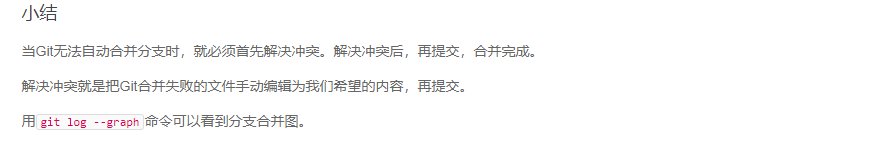 小结
当Git无法自动合并分支时，就必须首先解决冲突。解决冲突后，再提交，合并完成。
解决冲突就是把Git合并失败的文件手动编辑为我们希望的内容，再提交。
用git log --graph命令可以看到分支合并图。